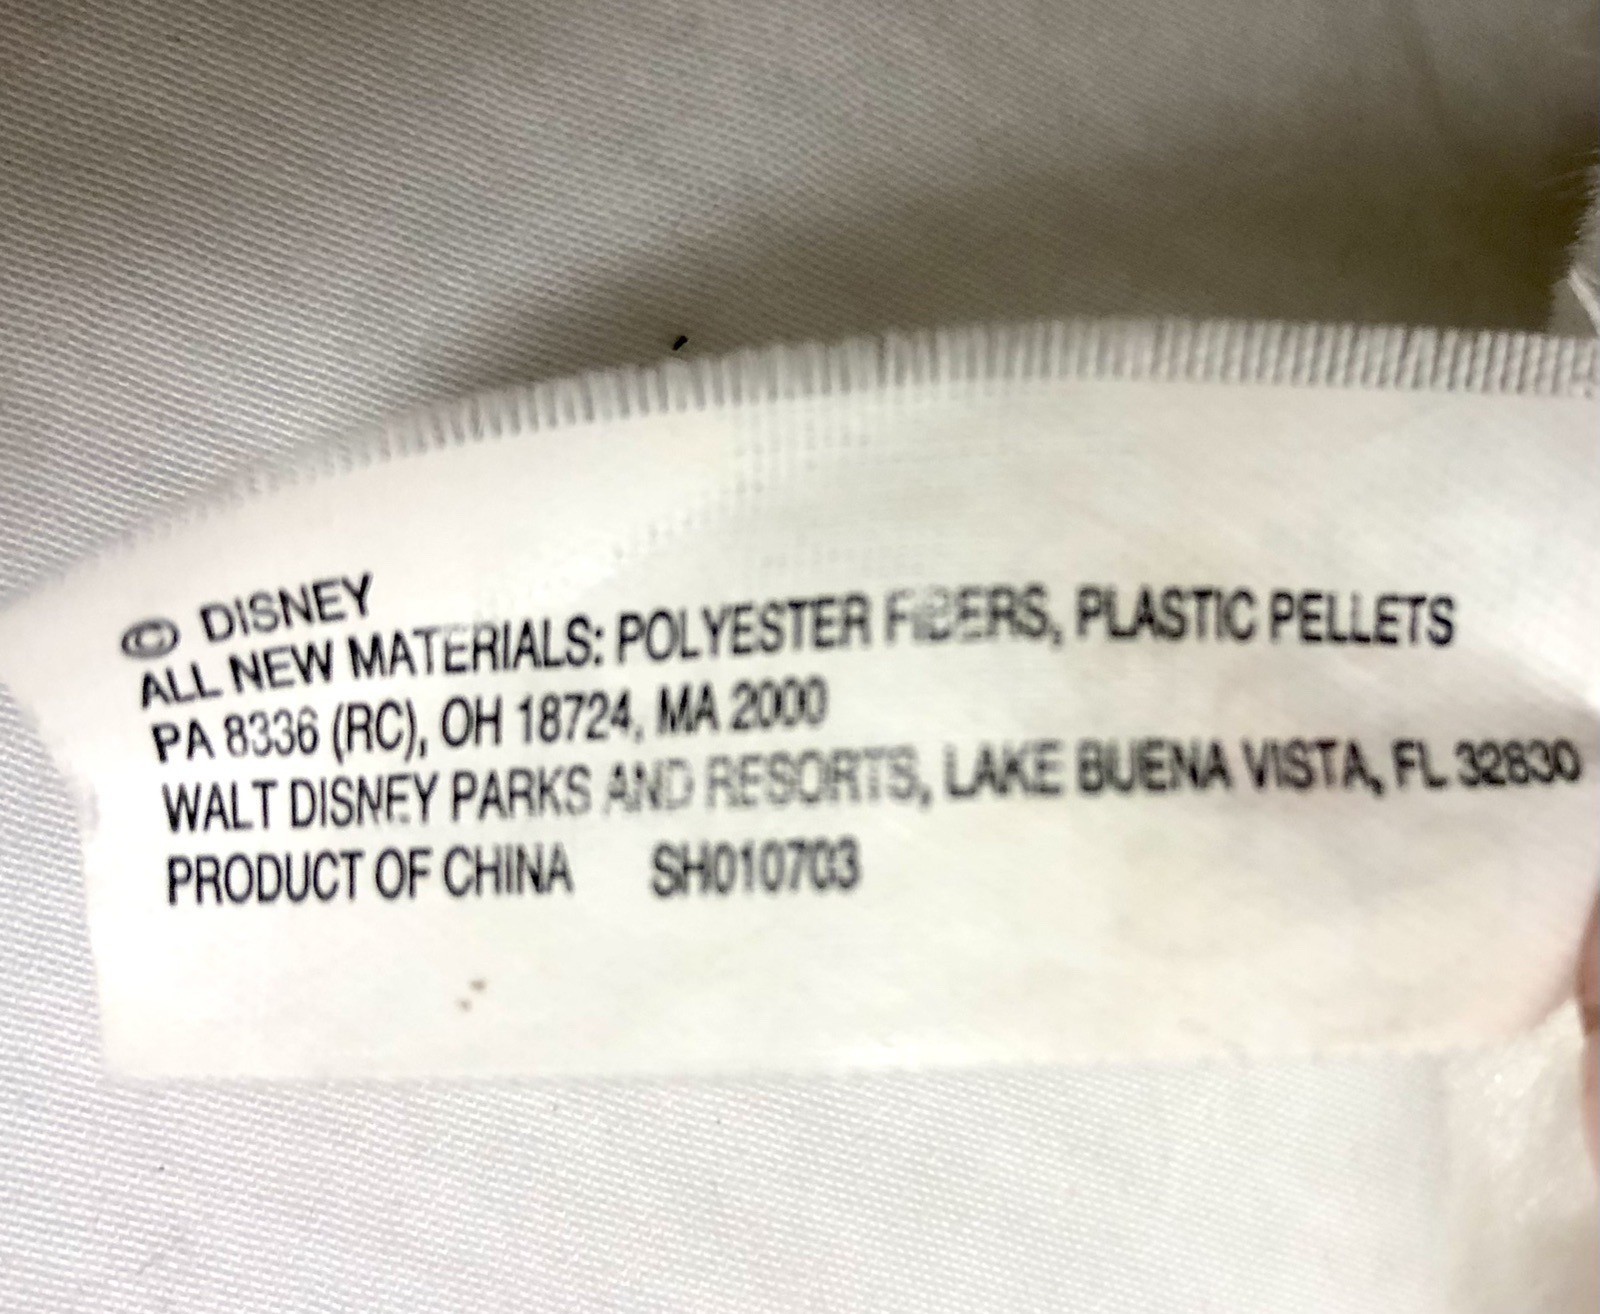 © DISNEY
ALL NEW MATERIALS: POLYESTER FIBERS, PLASTIC PELLETS
PA 8336 (RC), OH 18724, MA 2000
WALT DISNEY PARKS AND RESORTS, LAKE BUENA VISTA, FL 32830
PRODUCT OF CHINA SH010703